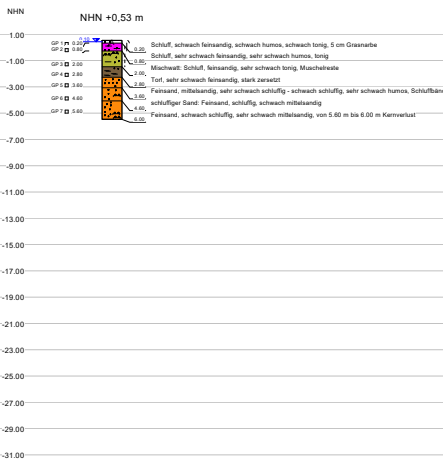 NHN
NHN +0,53 m
1.00
GP 1 0.20
0.20 Schluff, schwach feinsandig, schwach humos, schwach tonig, 5 cm Grasnarbe
GP 2 0.80
0.80 Schluff, sehr schwach feinsandig, sehr schwach humos, tonig
-1.00
GP 3 2.00
2.00 Mischwatt: Schluff, feinsandig, sehr schwach tonig, Muschelreste
GP 4 2.80
2.80 Torf, sehr schwach feinsandig, stark zersetzt
-3.00
GP 5 3.60
3.60 Feinsand, mittelsandig, sehr schwach schluffig - schwach schluffig, sehr schwach humos, Schluffbänd
GP 6 4.60
4.60 schluffiger Sand: Feinsand, schluffig, schwach mittelsandig
-5.00
GP 7 5.60
6.00 Feinsand, schwach schluffig, sehr schwach mittelsandig, von 5.60 m bis 6.00 m Kernverlust
-7.00
-9.00
-11.00
-13.00
-15.00
-17.00
-19.00
-21.00
-23.00
-25.00
-27.00
-29.00
-31.00